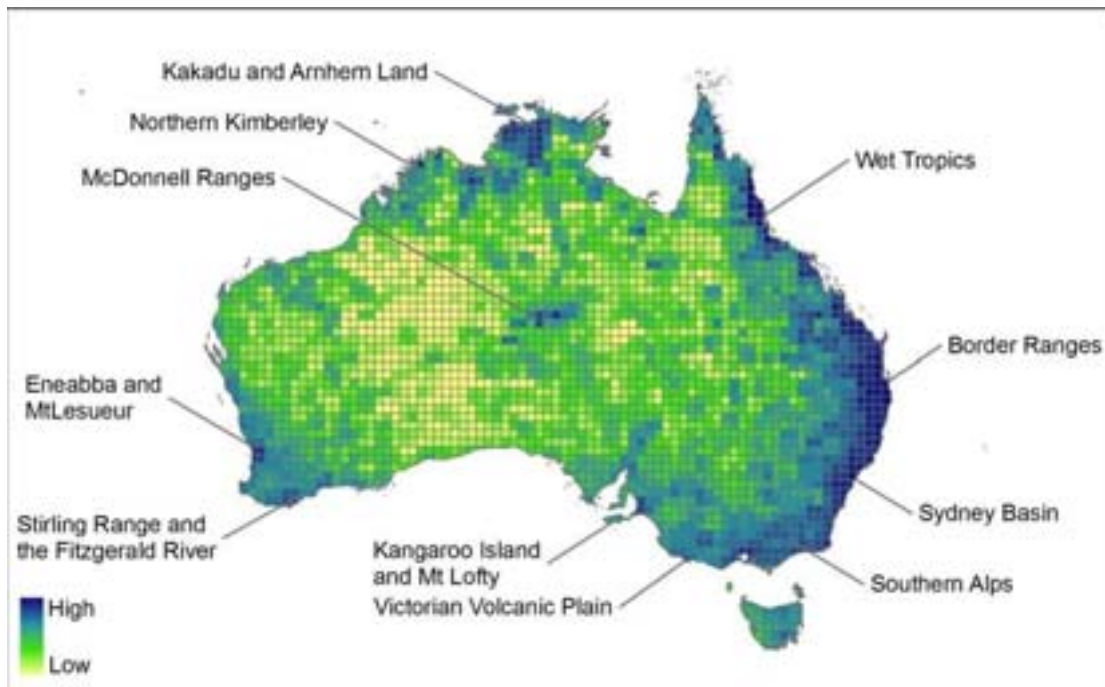 Kakadu and Arnhem Land
Northern Kimberley
McDonnell Ranges
Wet Tropics
Border Ranges
Eneabba and
MtLesueur
Stirling Range and
the Fitzgerald River
Sydney Basin
Kangaroo Island
and Mt Lofty
Southern Alps
Victorian Volcanic Plain
High
Low